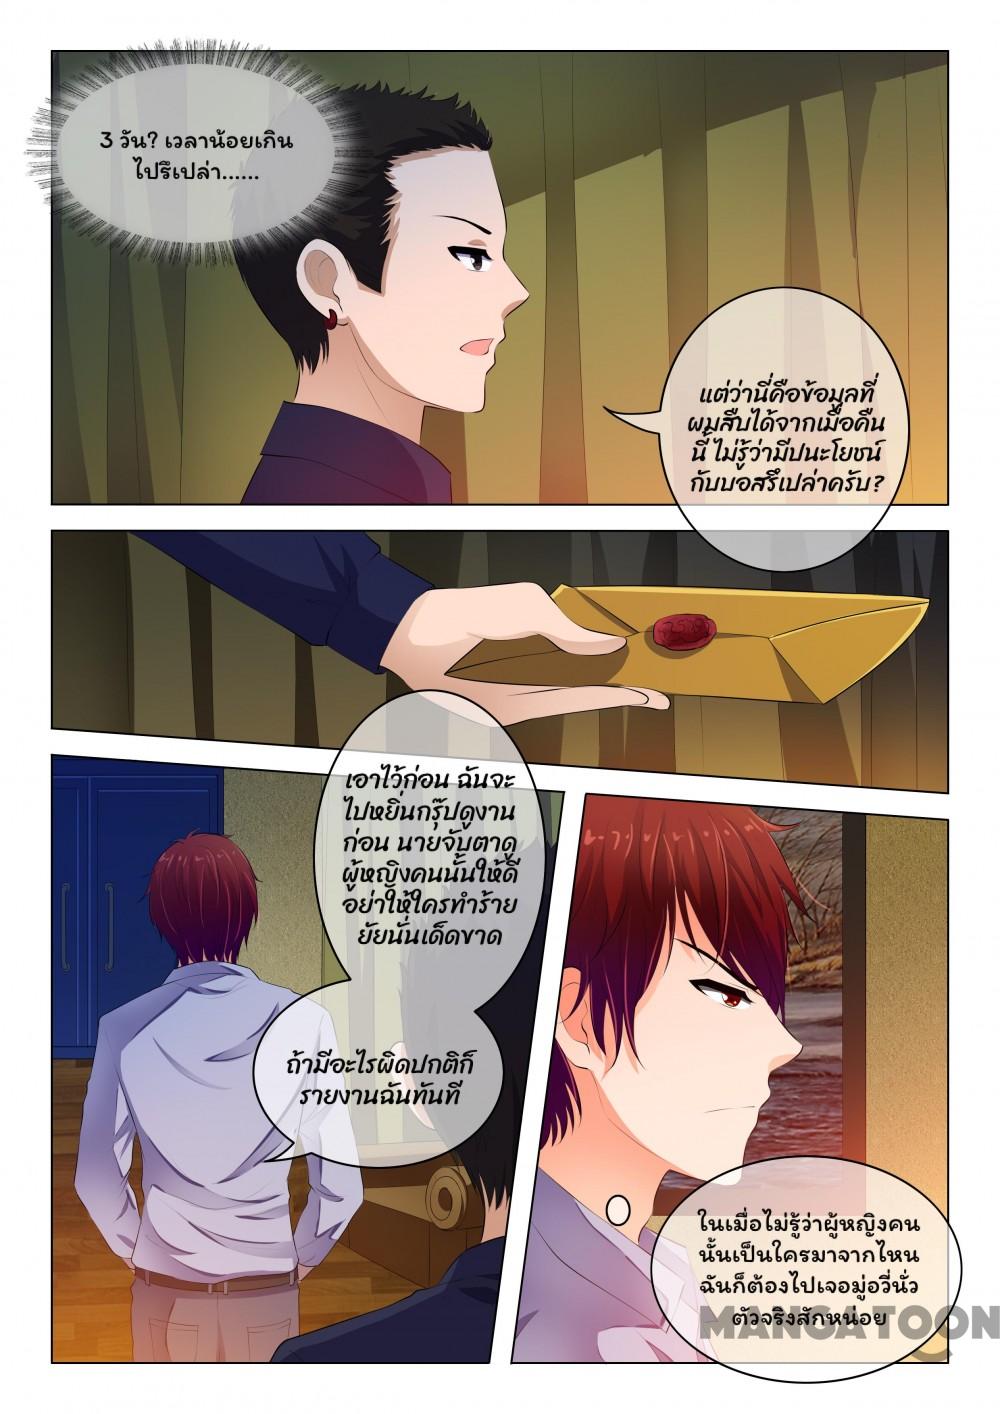 3 วัน? เวลาน้อยเกิน
ไปรึเปล่า......
แต่ว่านี่คือข้อมูลที่
ผมสืบได้จากเมื่อคืน
นี้ ไม่รู้ว่ามีปนะโยชน์
กับบอสรึเปล่าครับ?
เอาไว้ก่อน ฉันจะ
ไปหยิ่นกรุ๊ปดูงาน
ก่อน นายจับตาดู
ผู้หญิงคนนั้นให้ดี
อย่าให้ใครทำร้าย
ยัยนั่นเด็ดขาด
ถ้ามีอะไรผิดปกติก็
รายงานฉันทันที
ในเมื่อไม่รู้ว่าผู้หญิงคน
นั้นเป็นใครมาจากไหน
ฉันก็ต้องไปเจอมู่อวี่นั่ว
ตัวจริงสักหน่อย
MANGATOON